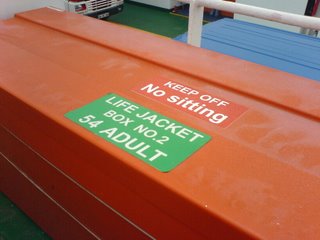 KEEP OFF
No sitting
LIFE JACKET
BOX NO.2
54 ADULT